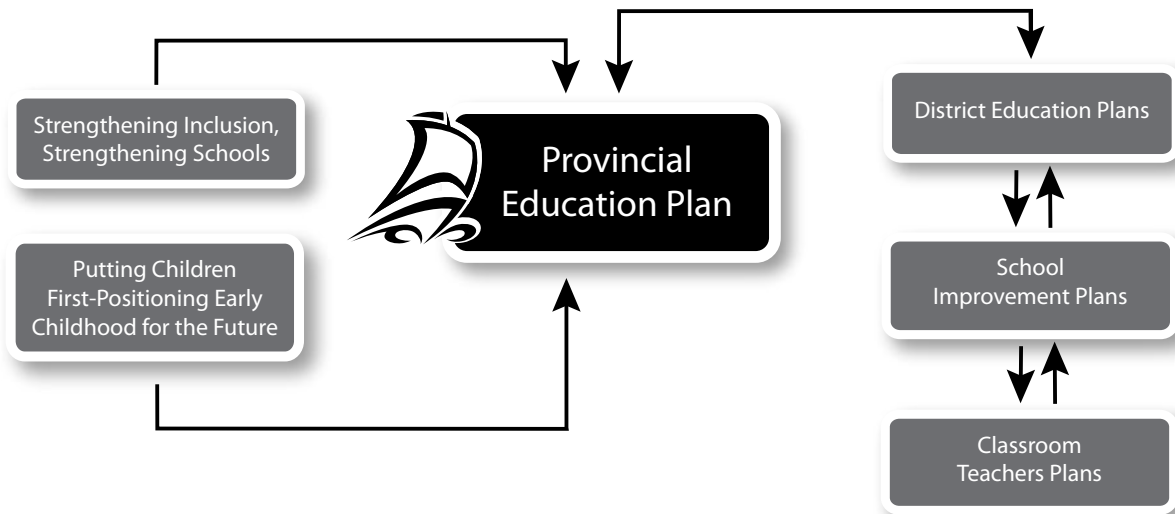 Strengthening Inclusion,
Strengthening Schools
Putting Children
First-Positioning Early
Childhood for the Future
Provincial
Education Plan
District Education Plans
School
Improvement Plans
Classroom
Teachers Plans